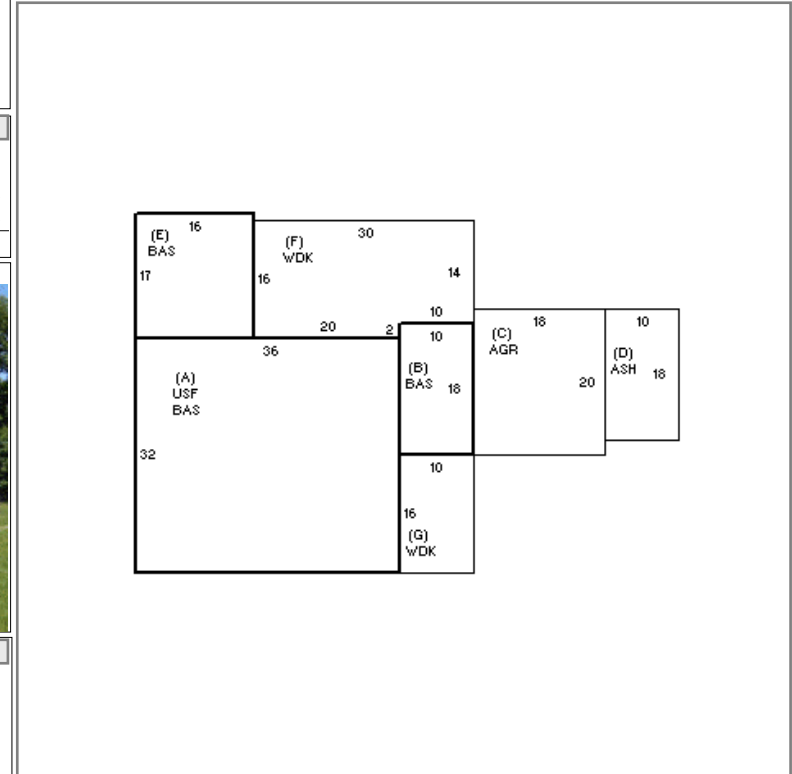 16
(E)
BAS
17
30
(F)
WDK
16
14
20
2
10
10
36
(A)
USF
BAS
32
(B)
BAS
18
18
(C)
AGR
20
10
(D)
ASH
18
10
16
(G)
WDK